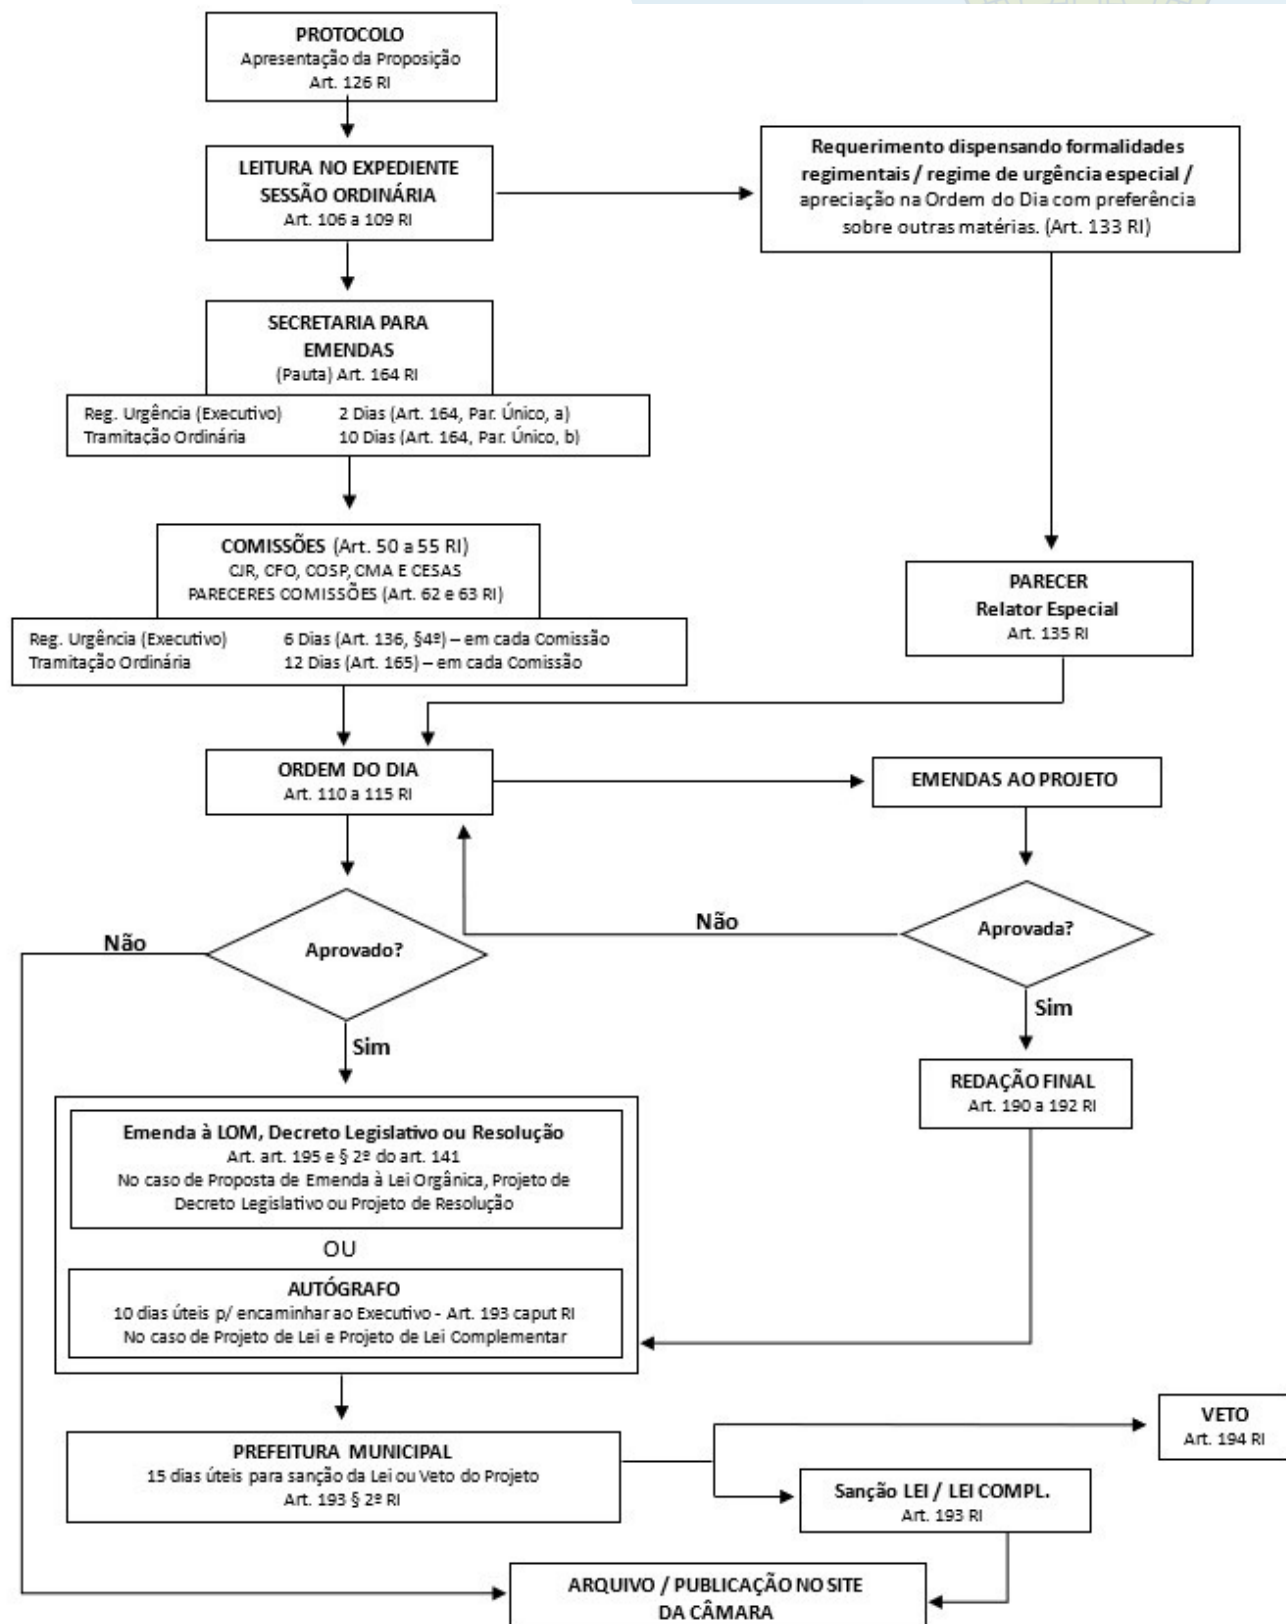 PROTOCOLO
Apresentação da Proposição
Art. 126 RI
LEITURA NO EXPEDIENTE
SESSÃO ORDINÁRIA
Art. 106 a 109 RI
Requerimento dispensando formalidades
regimentais / regime de urgência especial /
apreciação na Ordem do Dia com preferência
sobre outras matérias. (Art. 133 RI)
SECRETARIA PARA
EMENDAS
(Pauta) Art. 164 RI
Reg. Urgência (Executivo) 2 Dias (Art. 164, Par. Único, a)
Tramitação Ordinária 10 Dias (Art. 164, Par. Único, b)
COMISSÕES (Art. 50 a 55 RI)
CJR, CFO, COSP, CMA E CESAS
PARECERES COMISSÕES (Art. 62 e 63 RI)
Reg. Urgência (Executivo) 6 Dias (Art. 136, §4º) – em cada Comissão
Tramitação Ordinária 12 Dias (Art. 165) – em cada Comissão
PARECER
Relator Especial
Art. 135 RI
ORDEM DO DIA
Art. 110 a 115 RI
EMENDAS AO PROJETO
Não
Aprovado?
Não
Aprovada?
Sim
Sim
REDAÇÃO FINAL
Art. 190 a 192 RI
Emenda à LOM, Decreto Legislativo ou Resolução
Art. art. 195 e § 2º do art. 141
No caso de Proposta de Emenda à Lei Orgânica, Projeto de
Decreto Legislativo ou Projeto de Resolução
OU
AUTÓGRAFO
10 dias úteis p/ encaminhar ao Executivo - Art. 193 caput RI
No caso de Projeto de Lei e Projeto de Lei Complementar
PREFEITURA MUNICIPAL
15 dias úteis para sanção da Lei ou Veto do Projeto
Art. 193 § 2º RI
VETO
Art. 194 RI
Sanção LEI / LEI COMPL.
Art. 193 RI
ARQUIVO / PUBLICAÇÃO NO SITE
DA CÂMARA